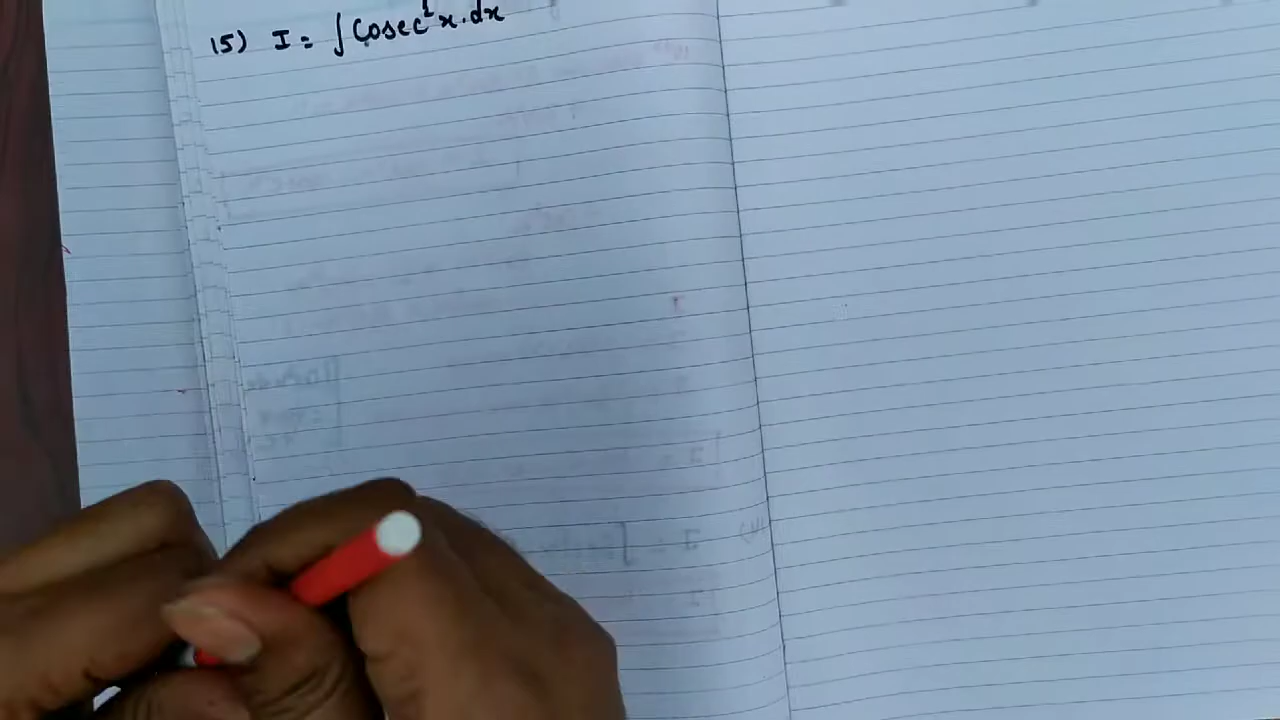 15) I = ∫Cosec²x.dx